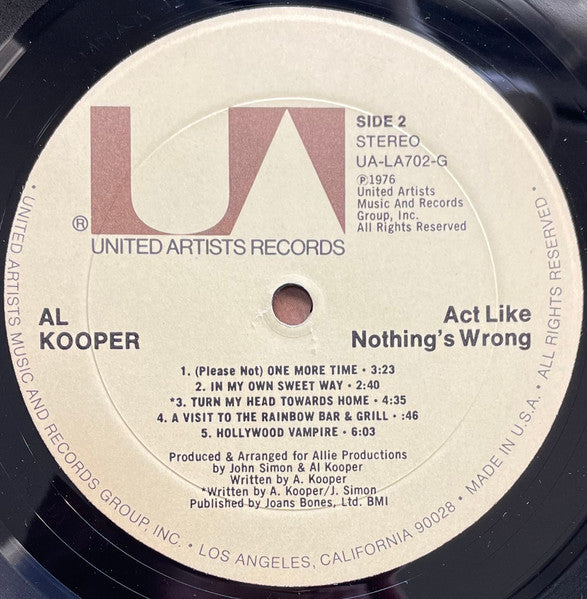 UA
®
UNITED ARTISTS RECORDS
SIDE 2
STEREO
UA-LA702-G
Ⓟ1976
United Artists
Music And Records
Group, Inc.
All Rights Reserved
AL
KOOPER
Act Like
Nothing's Wrong
1. (Please Not) ONE MORE TIME • 3:23
2. IN MY OWN SWEET WAY • 2:40
*3. TURN MY HEAD TOWARDS HOME • 4:35
4. A VISIT TO THE RAINBOW BAR & GRILL • :46
5. HOLLYWOOD VAMPIRE • 6:03
Produced & Arranged for Allie Productions
by John Simon & Al Kooper
Written by A. Kooper
*Written by A. Kooper/J. Simon
Published by Joans Bones, Ltd. BMI
• UNITED ARTISTS MUSIC AND RECORDS GROUP, INC. • LOS ANGELES, CALIFORNIA 90028 • MADE IN U.S.A. • ALL RIGHTS RESERVED •